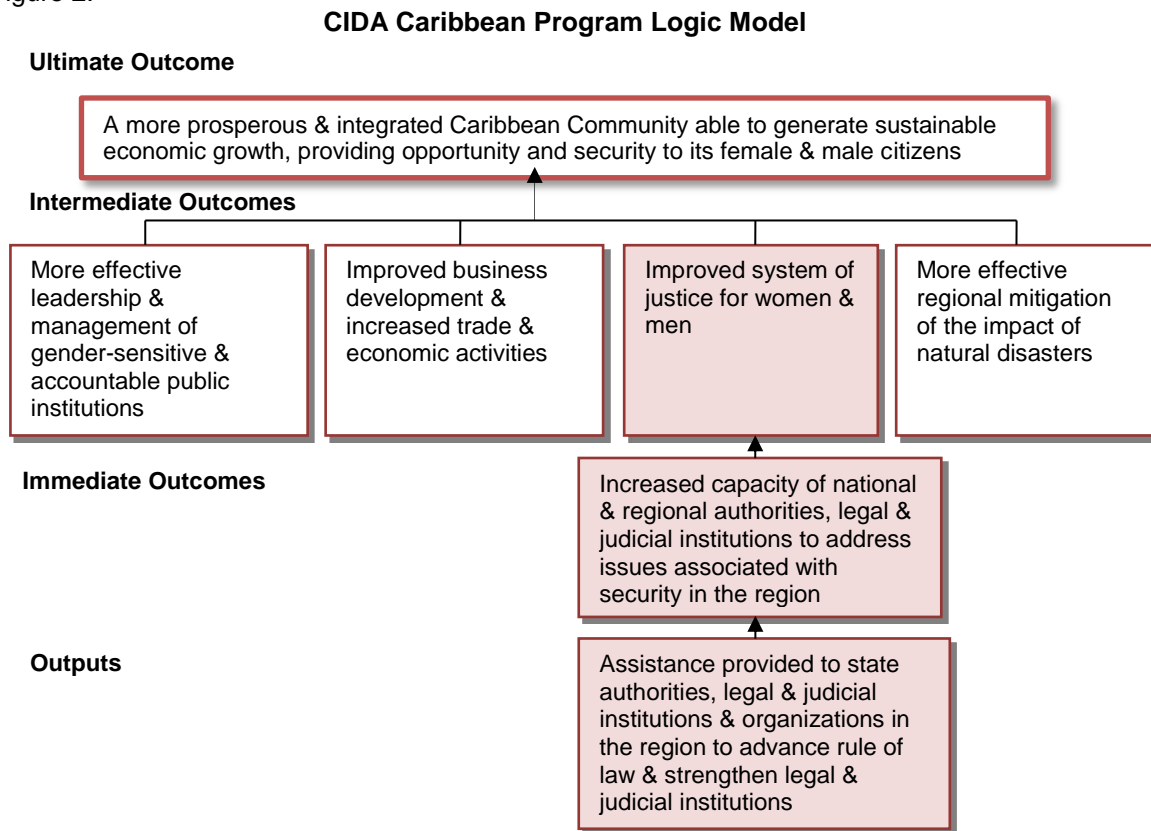 CIDA Caribbean Program Logic Model
Ultimate Outcome
A more prosperous & integrated Caribbean Community able to generate sustainable
economic growth, providing opportunity and security to its female & male citizens
Intermediate Outcomes
More effective
leadership &
management of
gender-sensitive &
accountable public
institutions
Improved business
development &
increased trade &
economic activities
Improved system of
justice for women &
men
More effective
regional mitigation
of the impact of
natural disasters
Immediate Outcomes
Increased capacity of national
& regional authorities, legal &
judicial institutions to address
issues associated with
security in the region
Outputs
Assistance provided to state
authorities, legal & judicial
institutions & organizations in
the region to advance rule of
law & strengthen legal &
judicial institutions